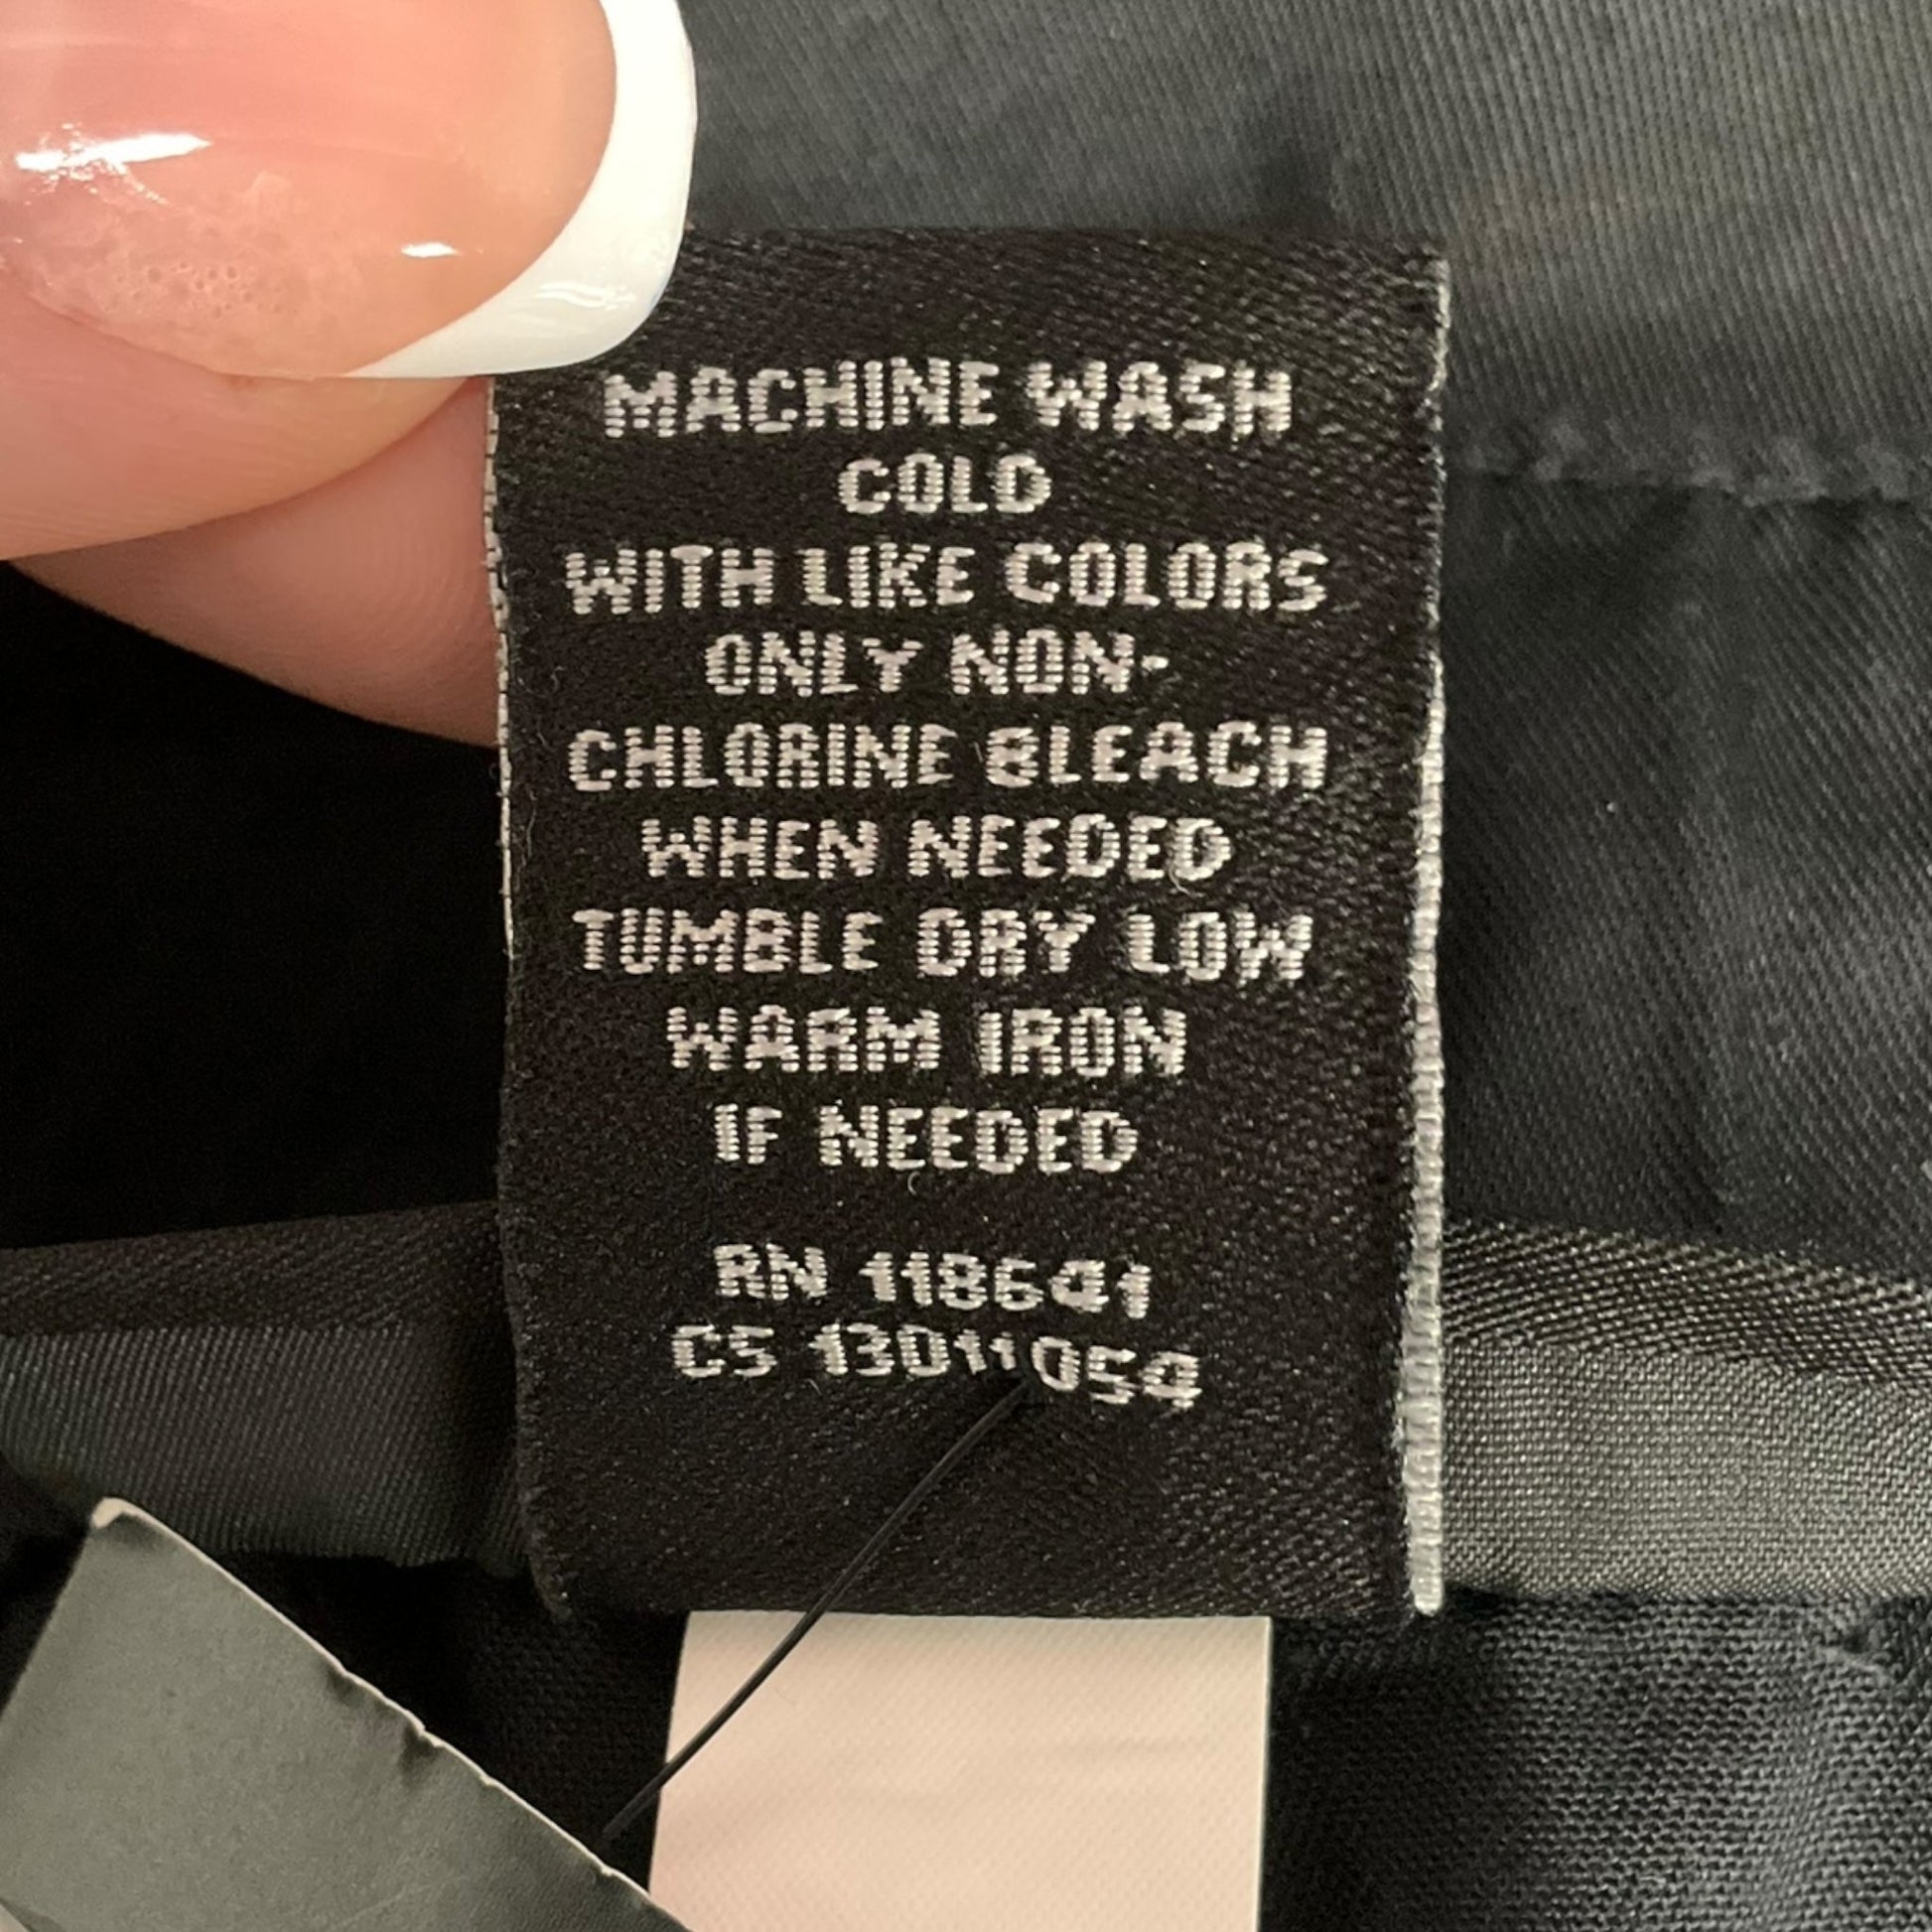 MACHINE WASH
COLD
WITH LIKE COLORS
ONLY NON-
CHLORINE BLEACH
WHEN NEEDED
TUMBLE DRY LOW
WARM IRON
IF NEEDED
RN 118641
CS 13011054